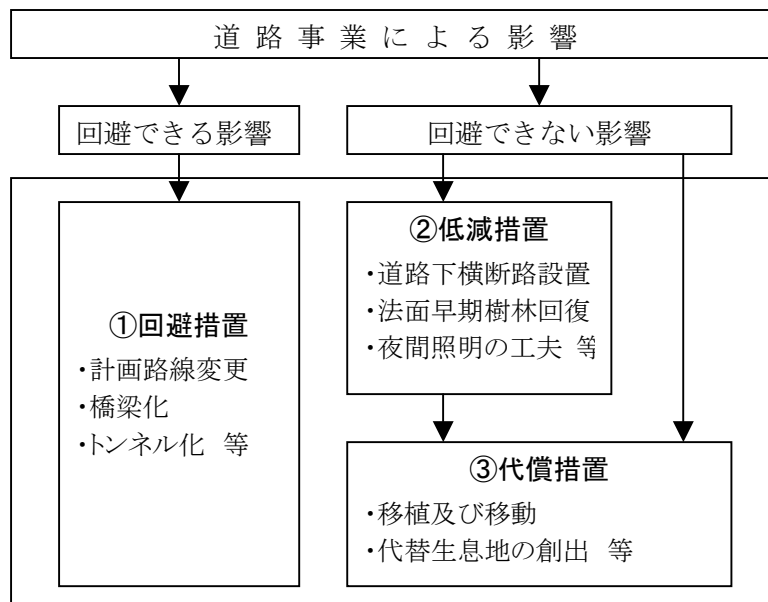 道路事業による影響
回避できる影響
回避できない影響
①回避措置
・計画路線変更
・橋梁化
・トンネル化 等
②低減措置
・道路下横断路設置
・法面早期樹林回復
・夜間照明の工夫 等
③代償措置
・移植及び移動
・代替生息地の創出 等